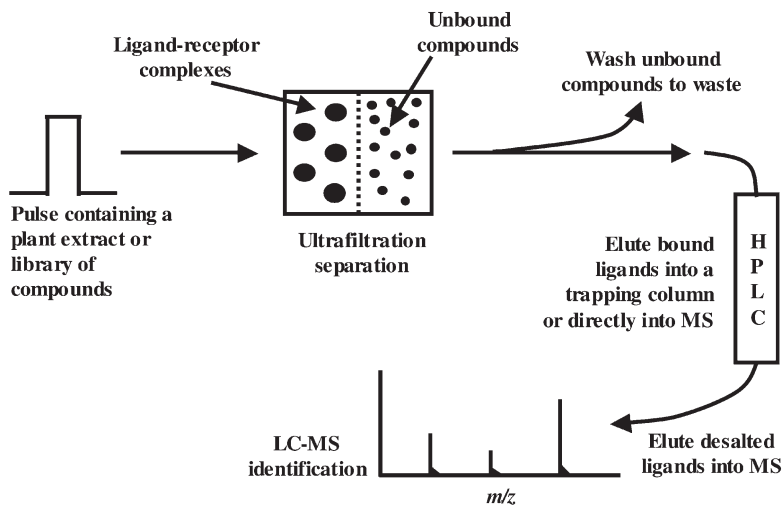 Unbound
compounds
Ligand-receptor
complexes
Wash unbound
compounds to waste
Pulse containing a
plant extract or
library of
compounds
Ultrafiltration
separation
Elute bound
ligands into a
trapping column
or directly into MS
H
P
L
C
Elute desalted
ligands into MS
LC-MS
identification
m/z